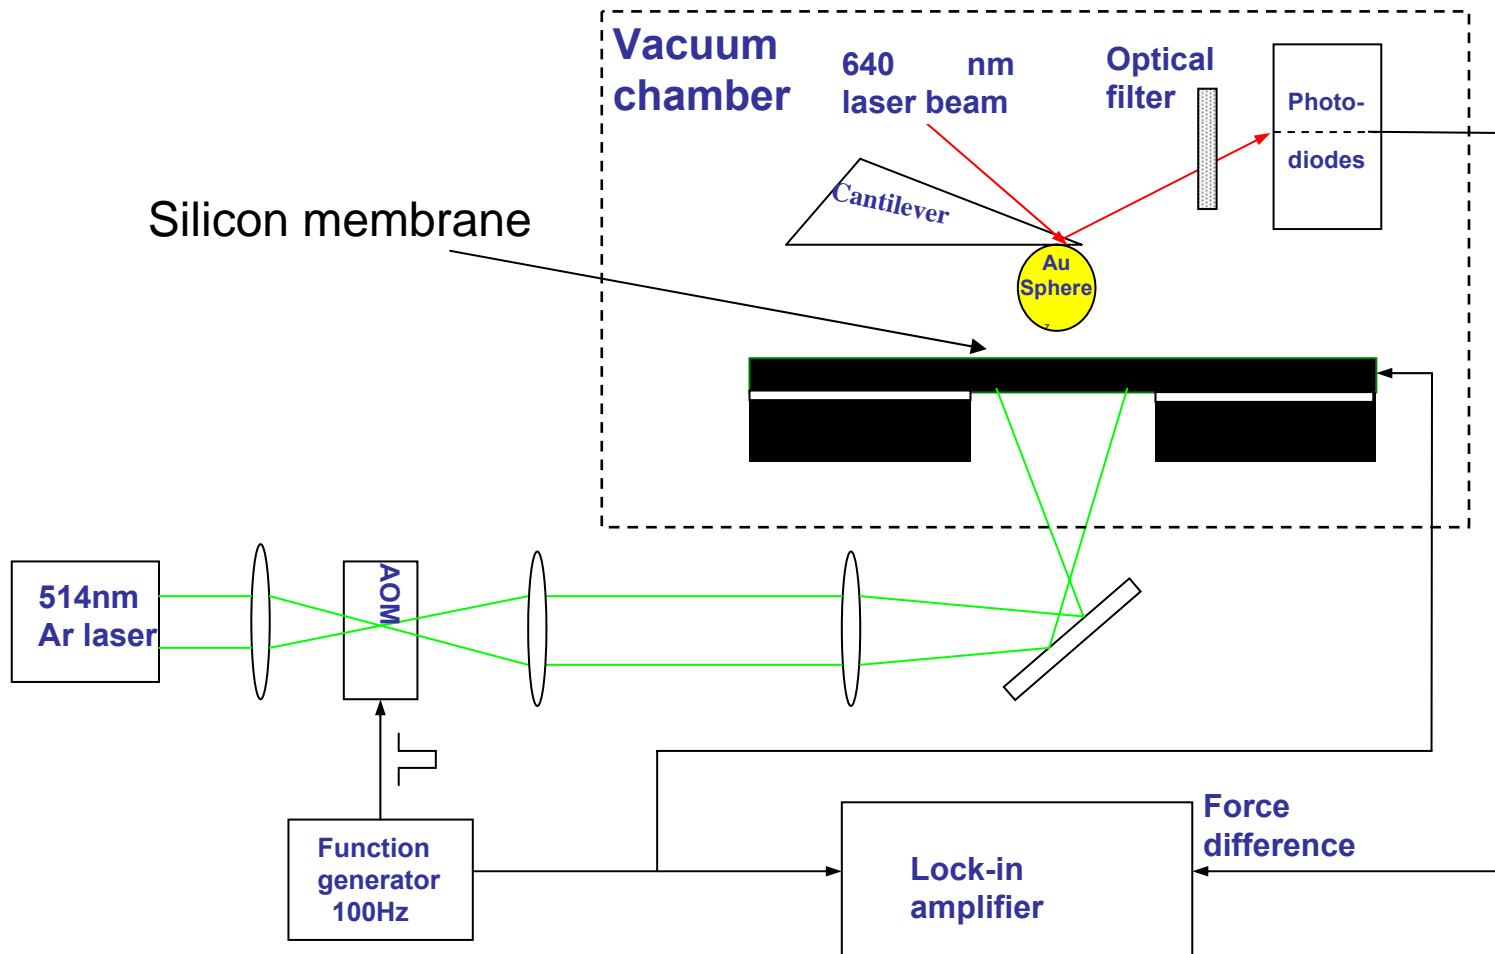 Vacuum
chamber
640 nm
laser beam
Optical
filter
Photo-
diodes
Cantilever
Silicon membrane
Au
Sphere
z
514nm
Ar laser
AOM
Function
generator
100Hz
Lock-in
amplifier
Force
difference